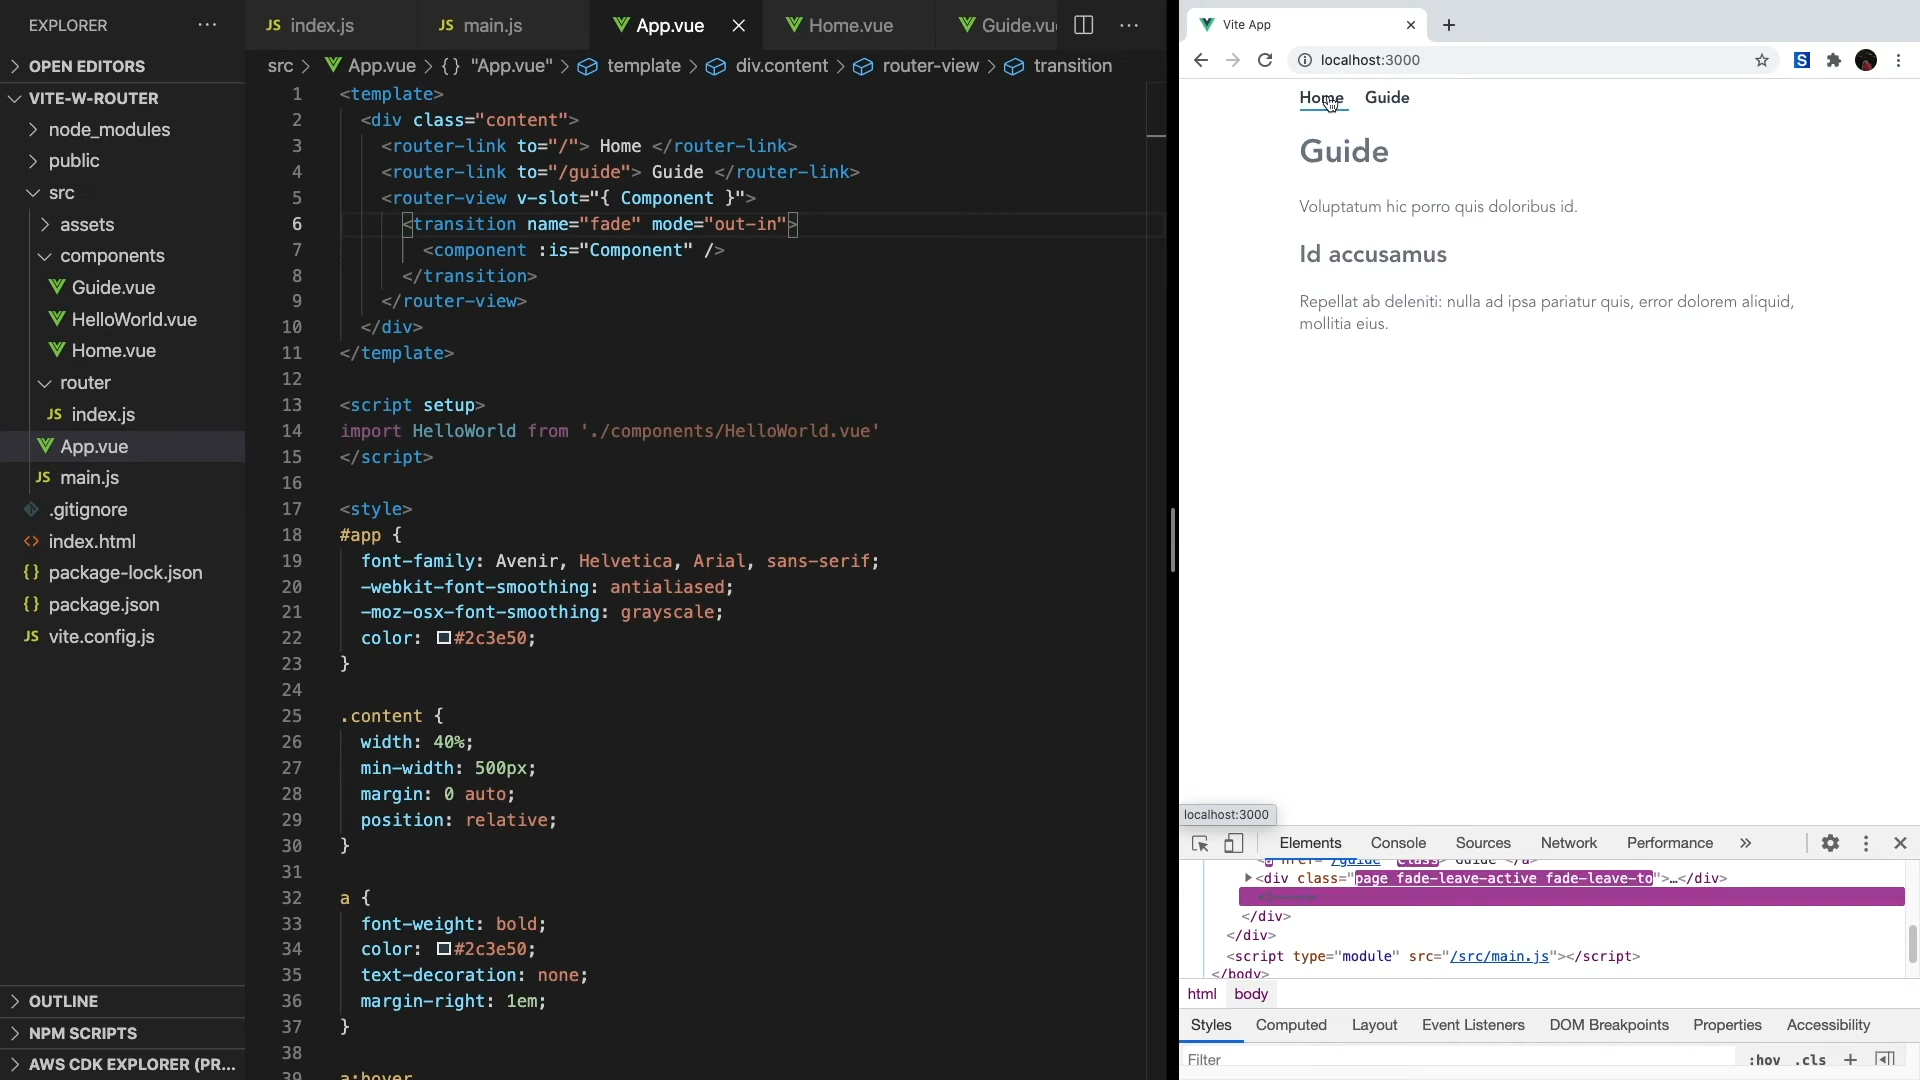 EXPLORER
OPEN EDITORS
VITE-W-ROUTER
node_modules
public
src
assets
components
Guide.vue
HelloWorld.vue
Home.vue
router
JS index.js
App.vue
JS main.js
.gitignore
<> index.html
{} package-lock.json
{} package.json
JS vite.config.js
OUTLINE
NPM SCRIPTS
AWS CDK EXPLORER (PR...
JS index.js
JS main.js
App.vue
Home.vue
Guide.vu
src > App.vue > {} "App.vue" > template > div.content > router-view > transition
1 <template>
2 <div class="content">
3 <router-link to="/"> Home </router-link>
4 <router-link to="/guide"> Guide </router-link>
5 <router-view v-slot="{ Component }">
6 <transition name="fade" mode="out-in">
7 <component :is="Component" />
8 </transition>
9 </router-view>
10 </div>
11 </template>
12
13 <script setup>
14 import HelloWorld from './components/HelloWorld.vue'
15 </script>
16
17 <style>
18 #app {
19 font-family: Avenir, Helvetica, Arial, sans-serif;
20 -webkit-font-smoothing: antialiased;
21 -moz-osx-font-smoothing: grayscale;
22 color: #2c3e50;
23 }
24
25 .content {
26 width: 40%;
27 min-width: 500px;
28 margin: 0 auto;
29 position: relative;
30 }
31
32 a {
33 font-weight: bold;
34 color: #2c3e50;
35 text-decoration: none;
36 margin-right: 1em;
37 }
38
39 a:hover
Vite App
localhost:3000
Home Guide
Guide
Voluptatum hic porro quis doloribus id.
Id accusamus
Repellat ab deleniti: nulla ad ipsa pariatur quis, error dolorem aliquid,
mollitia eius.
localhost:3000
Elements Console Sources Network Performance »
<a href="/guide" class> Guide </a>
<div class="page fade-leave-active fade-leave-to">…</div>
</div>
</div>
<script type="module" src="/src/main.js"></script>
</body>
html body
Styles Computed Layout Event Listeners DOM Breakpoints Properties Accessibility
Filter :hov .cls +